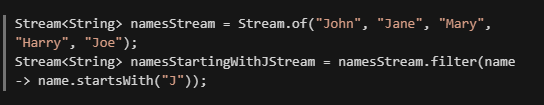 Stream<String> namesStream = Stream.of("John", "Jane", "Mary",
"Harry", "Joe");
Stream<String> namesStartingWithJStream = namesStream.filter(name
-> name.startsWith("J"));